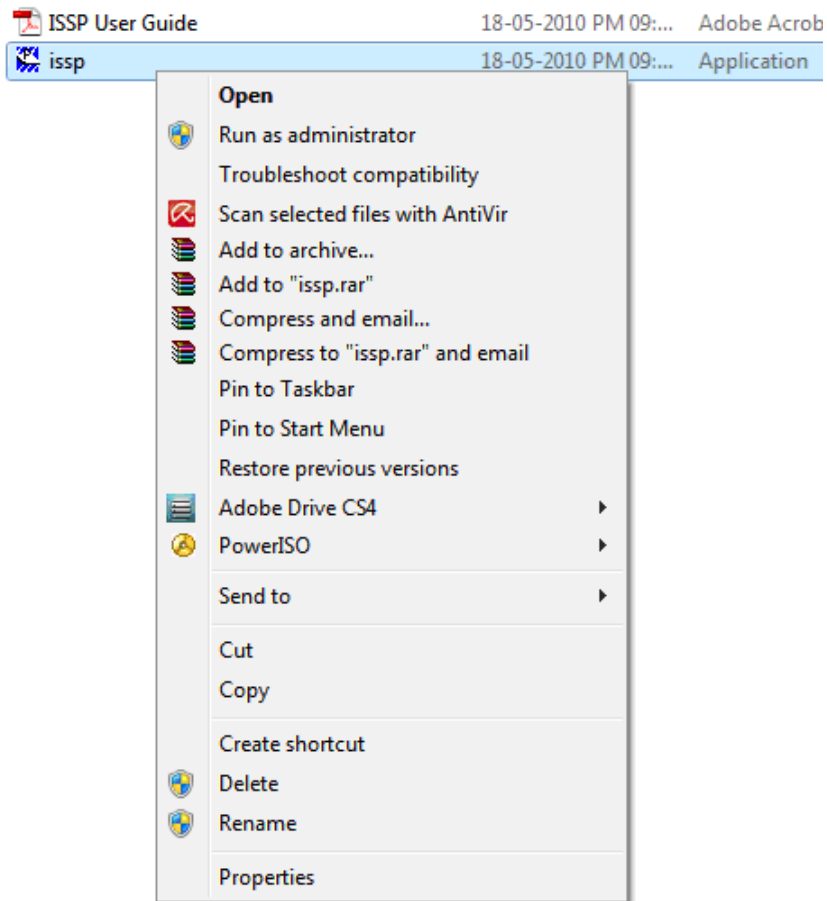 ISSP User Guide 18-05-2010 PM 09:... Adobe Acrob
issp 18-05-2010 PM 09:... Application
Open
Run as administrator
Troubleshoot compatibility
Scan selected files with AntiVir
Add to archive...
Add to "issp.rar"
Compress and email...
Compress to "issp.rar" and email
Pin to Taskbar
Pin to Start Menu
Restore previous versions
Adobe Drive CS4
PowerISO
Send to
Cut
Copy
Create shortcut
Delete
Rename
Properties